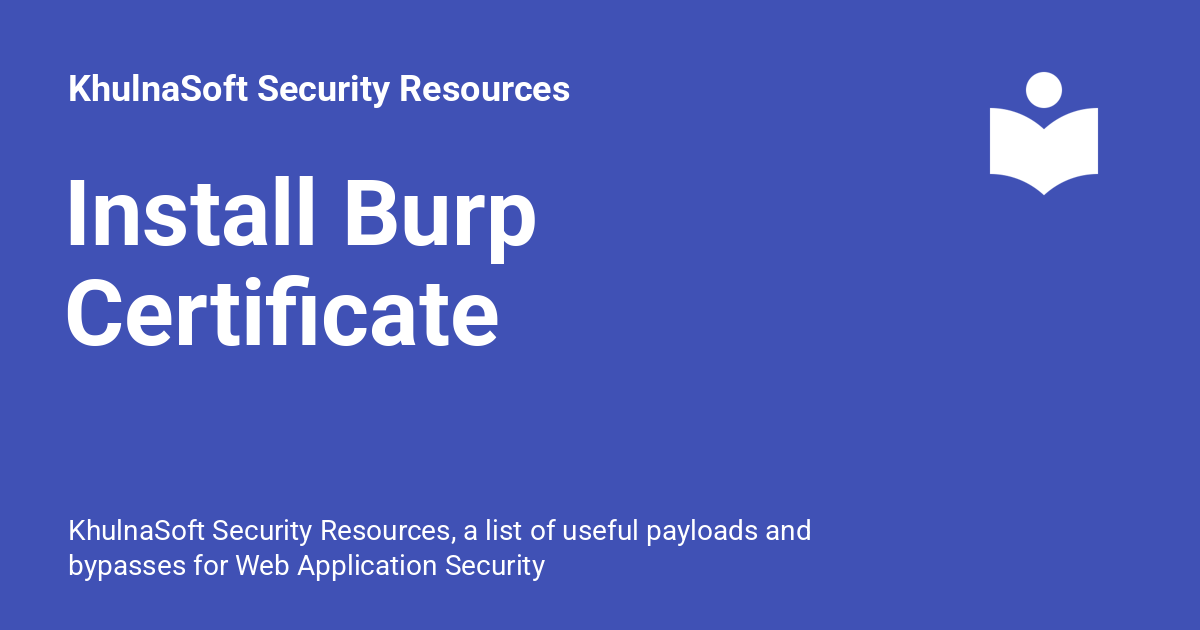 KhulnaSoft Security Resources
Install Burp
Certificate
KhulnaSoft Security Resources, a list of useful payloads and
bypasses for Web Application Security